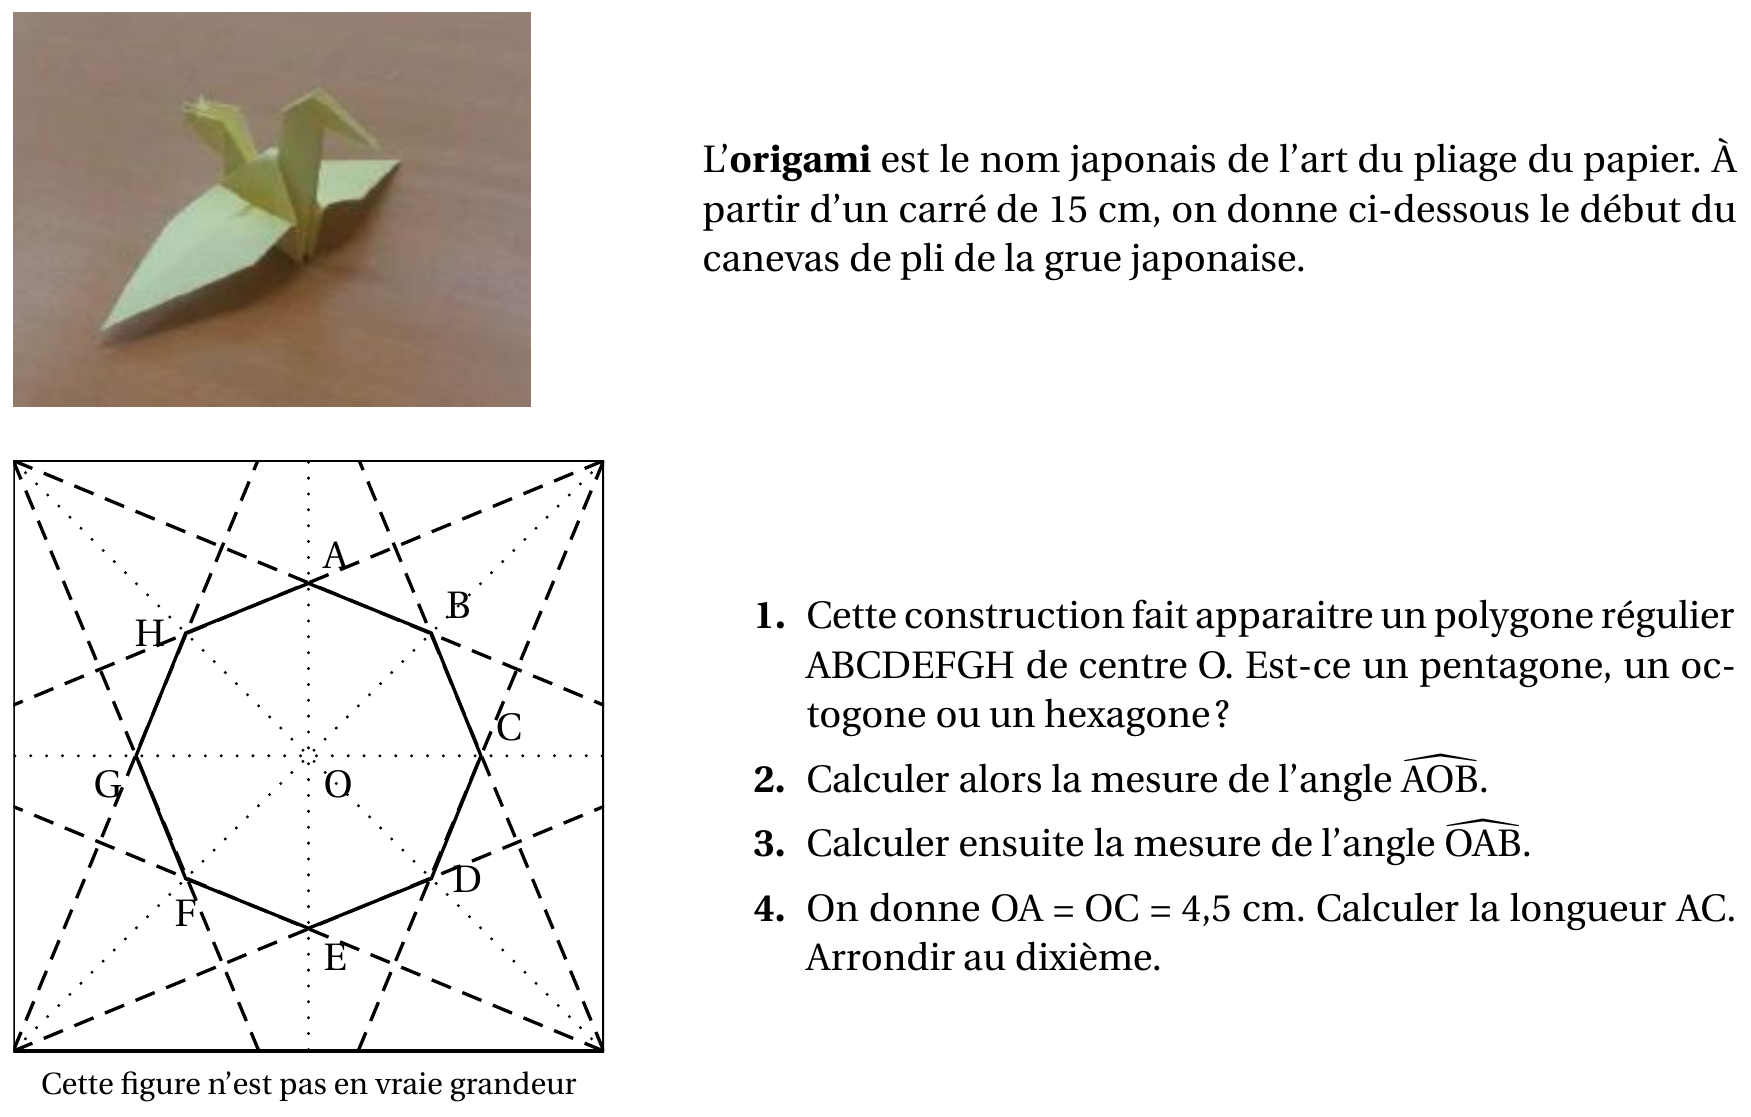 L'origami est le nom japonais de l'art du pliage du papier. À
partir d'un carré de 15 cm, on donne ci-dessous le début du
canevas de pli de la grue japonaise.
A
B
H
C
G
O
D
F
E
Cette figure n'est pas en vraie grandeur
1. Cette construction fait apparaitre un polygone régulier
ABCDEFGH de centre O. Est-ce un pentagone, un oc-
togone ou un hexagone ?
2. Calculer alors la mesure de l'angle \widehat{AOB}.
3. Calculer ensuite la mesure de l'angle \widehat{OAB}.
4. On donne OA = OC = 4,5 cm. Calculer la longueur AC.
Arrondir au dixième.